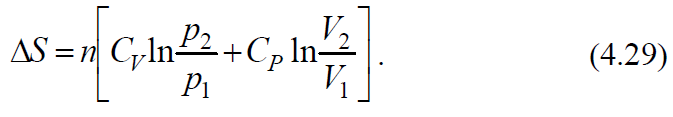 ΔS = n[C_V ln p_2/p_1 + C_P ln V_2/V_1]. (4.29)